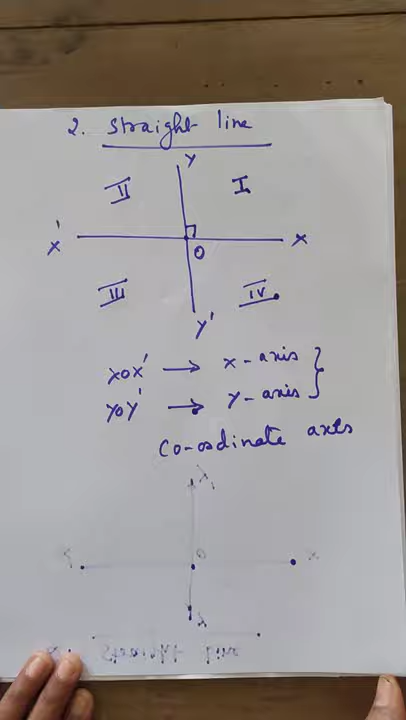 2. Straight line
Y
II I
X' X
O
III IV
Y'
XOX' → X-axis
YOY' → Y-axis
Co-ordinate axes